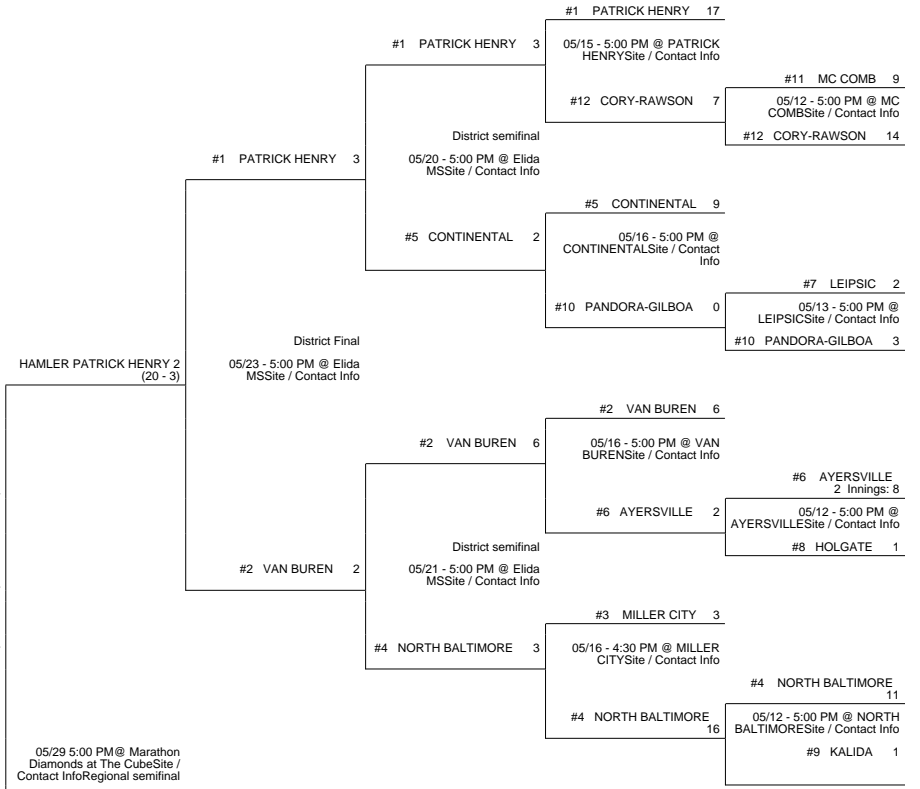 #1 PATRICK HENRY 17
#1 PATRICK HENRY 3
05/15 - 5:00 PM @ PATRICK
HENRYSite / Contact Info
#11 MC COMB 9
#12 CORY-RAWSON 7
05/12 - 5:00 PM @ MC
COMBSite / Contact Info
#12 CORY-RAWSON 14
District semifinal
#1 PATRICK HENRY 3
05/20 - 5:00 PM @ Elida
MSSite / Contact Info
#5 CONTINENTAL 9
#5 CONTINENTAL 2
05/16 - 5:00 PM @
CONTINENTALSite / Contact
Info
#7 LEIPSIC 2
#10 PANDORA-GILBOA 0
05/13 - 5:00 PM @
LEIPSICSite / Contact Info
#10 PANDORA-GILBOA 3
District Final
05/23 - 5:00 PM @ Elida
MSSite / Contact Info
HAMLER PATRICK HENRY 2
(20 - 3)
#2 VAN BUREN 6
#2 VAN BUREN 6
05/16 - 5:00 PM @ VAN
BURENSite / Contact Info
#6 AYERSVILLE
2 Innings: 8
#6 AYERSVILLE 2
05/12 - 5:00 PM @
AYERSVILLESite / Contact Info
#8 HOLGATE 1
District semifinal
#2 VAN BUREN 2
05/21 - 5:00 PM @ Elida
MSSite / Contact Info
#3 MILLER CITY 3
#4 NORTH BALTIMORE 3
05/16 - 4:30 PM @ MILLER
CITYSite / Contact Info
#4 NORTH BALTIMORE
11
#4 NORTH BALTIMORE
16
05/12 - 5:00 PM @ NORTH
BALTIMORESite / Contact Info
#9 KALIDA 1
05/29 5:00 PM@ Marathon
Diamonds at The CubeSite /
Contact InfoRegional semifinal